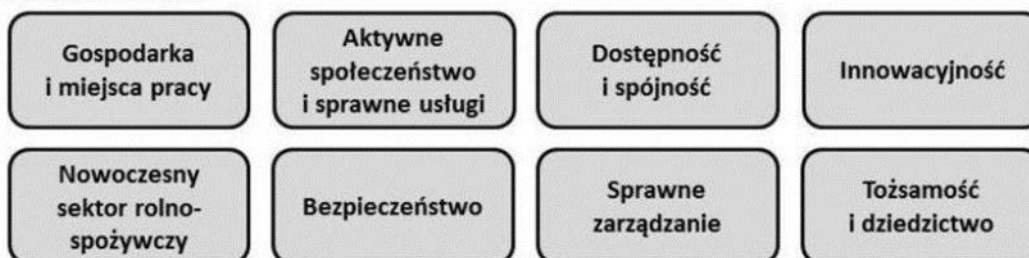 Gospodarka
i miejsca pracy
Aktywne
społeczeństwo
i sprawne usługi
Dostępność
i spójność
Innowacyjność
Nowoczesny
sektor rolno-
spożywczy
Bezpieczeństwo
Sprawne
zarządzanie
Tożsamość
i dziedzictwo